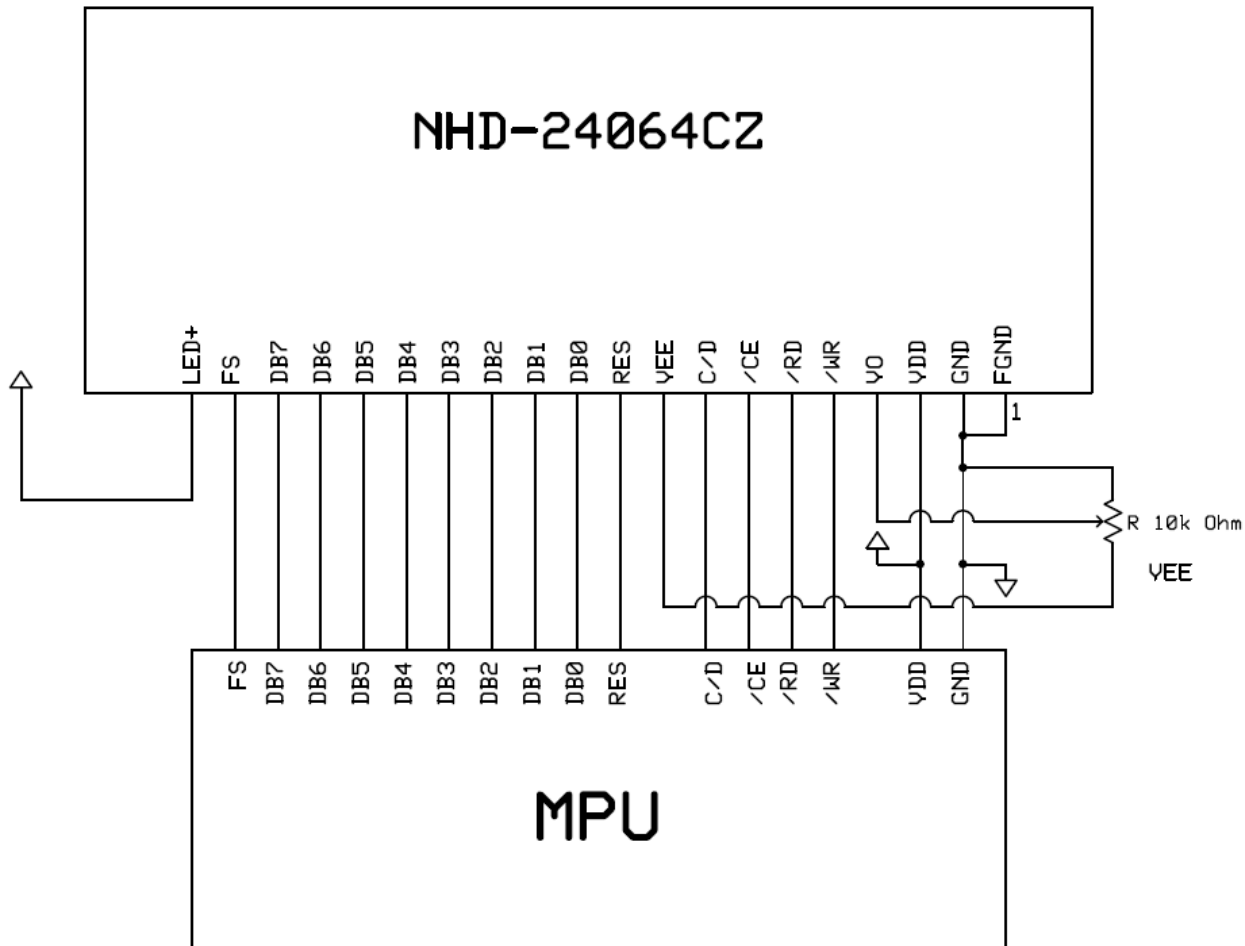 NHD-24064CZ
LED+
FS
DB7
DB6
DB5
DB4
DB3
DB2
DB1
DB0
RES
VEE
C/D
/CE
/RD
/WR
VO
VDD
GND
FGND
1
R 10k Ohm
VEE
FS
DB7
DB6
DB5
DB4
DB3
DB2
DB1
DB0
RES
C/D
/CE
/RD
/WR
VDD
GND
MPU